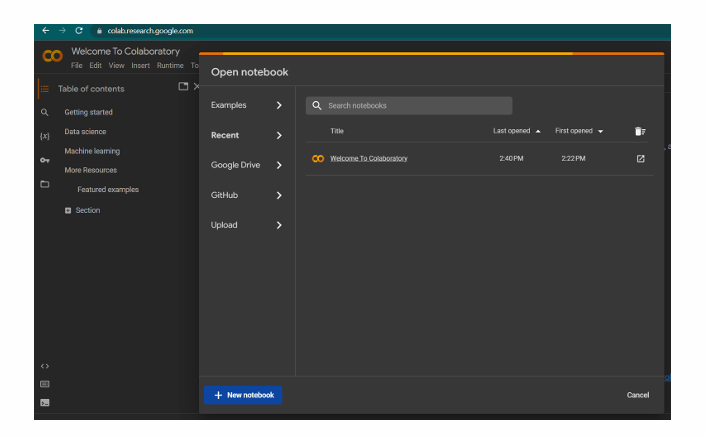 colab.research.google.com
Welcome To Colaboratory
File Edit View Insert Runtime To
Table of contents
Getting started
Data science
Machine learning
More Resources
Featured examples
Section
Open notebook
Examples
Recent
Google Drive
GitHub
Upload
Search notebooks
Title Last opened First opened
Welcome To Colaboratory 2:40 PM 2:22 PM
+ New notebook
Cancel